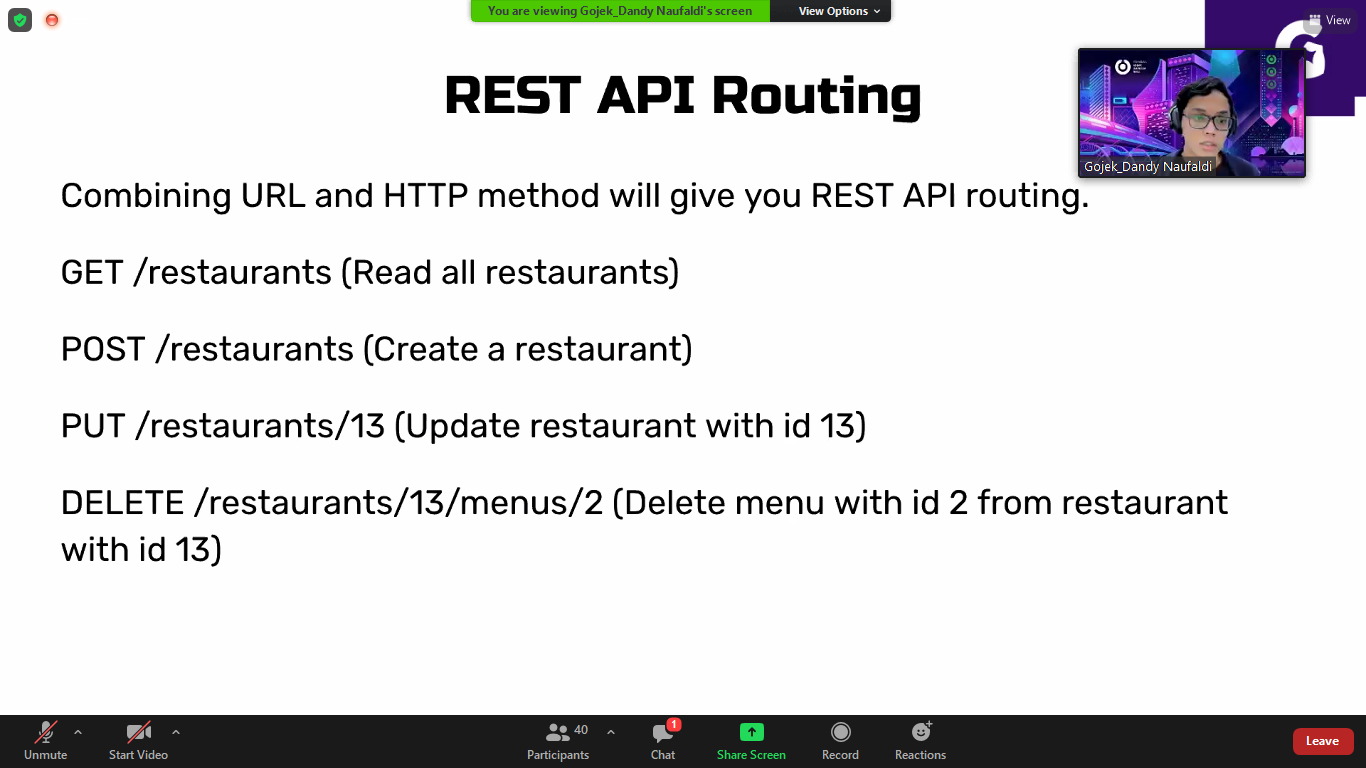 You are viewing Gojek_Dandy Naufaldi's screen
View Options
View
REST API Routing
Gojek_Dandy Naufaldi
Combining URL and HTTP method will give you REST API routing.
GET /restaurants (Read all restaurants)
POST /restaurants (Create a restaurant)
PUT /restaurants/13 (Update restaurant with id 13)
DELETE /restaurants/13/menus/2 (Delete menu with id 2 from restaurant
with id 13)
Unmute
Start Video
40
Participants
1
Chat
Share Screen
Record
Reactions
Leave